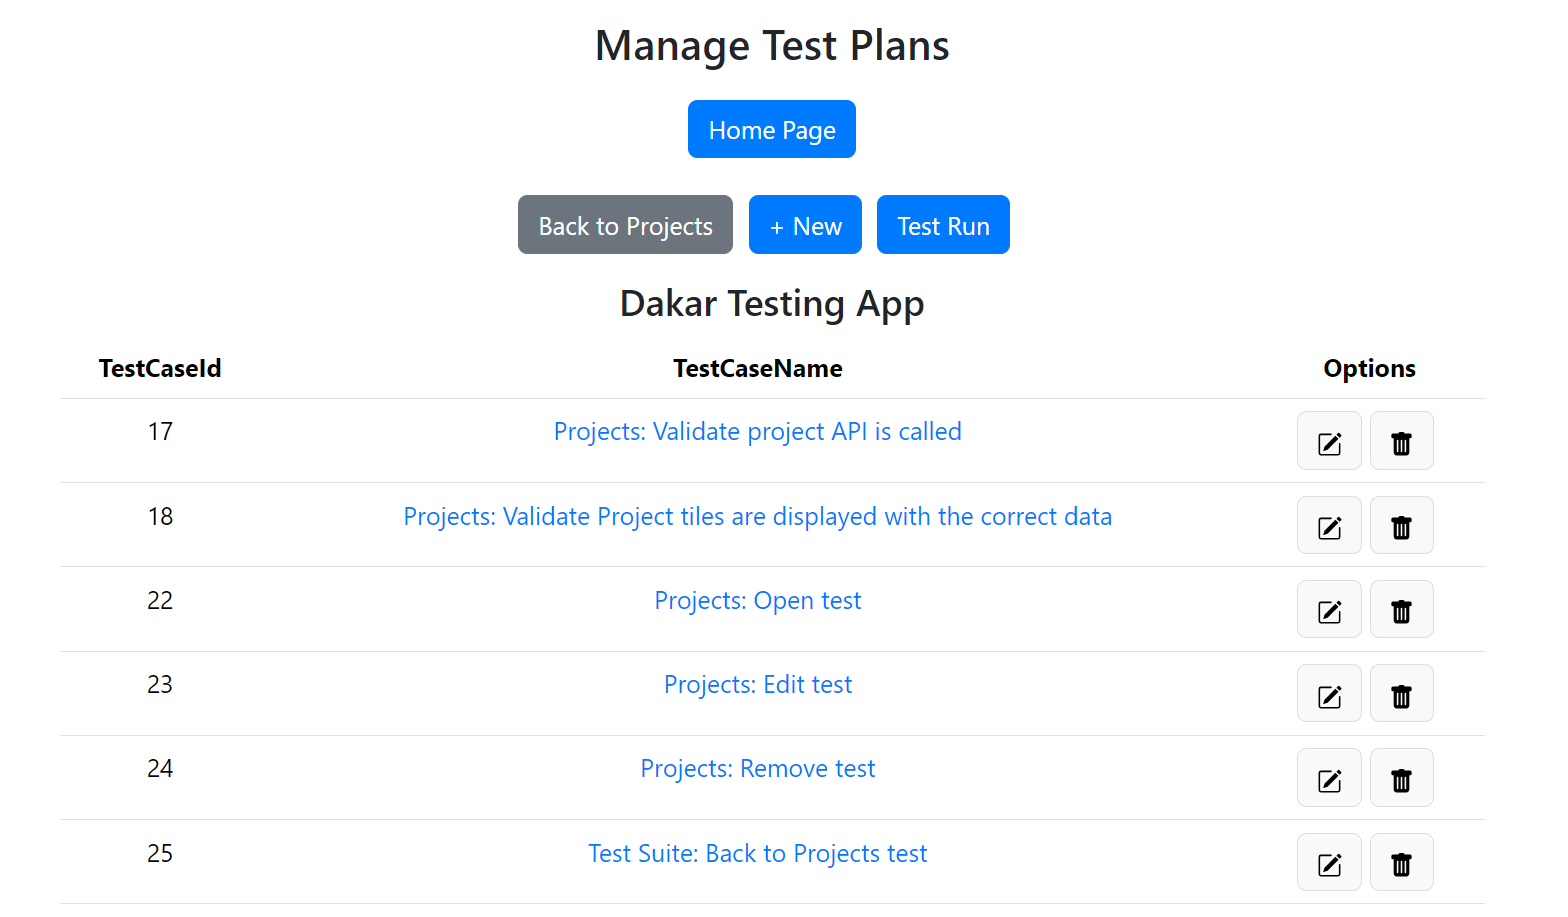 Manage Test Plans
Home Page
Back to Projects + New Test Run
Dakar Testing App
TestCaseId TestCaseName Options
17 Projects: Validate project API is called
18 Projects: Validate Project tiles are displayed with the correct data
22 Projects: Open test
23 Projects: Edit test
24 Projects: Remove test
25 Test Suite: Back to Projects test